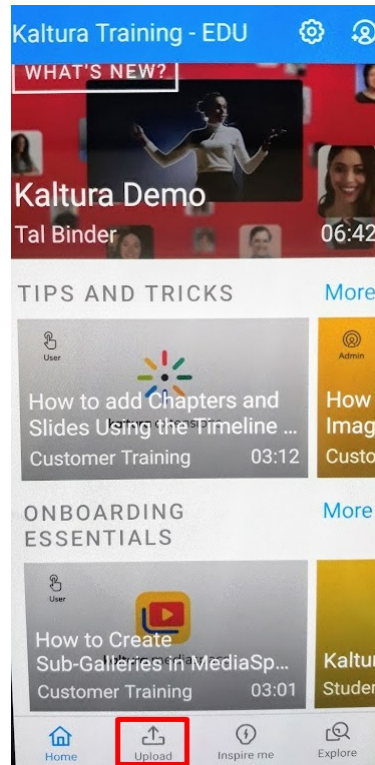 Kaltura Training - EDU
WHAT'S NEW?
Kaltura Demo
Tal Binder 06:42
TIPS AND TRICKS More
User Admin
How to add Chapters and How
Slides Using the Timeline ... Imag
Customer Training 03:12 Custo
ONBOARDING More
ESSENTIALS
User
How to Create
Sub-Galleries in MediaSp... Kaltur
Customer Training 03:01 Studen
Home Upload Inspire me Explore